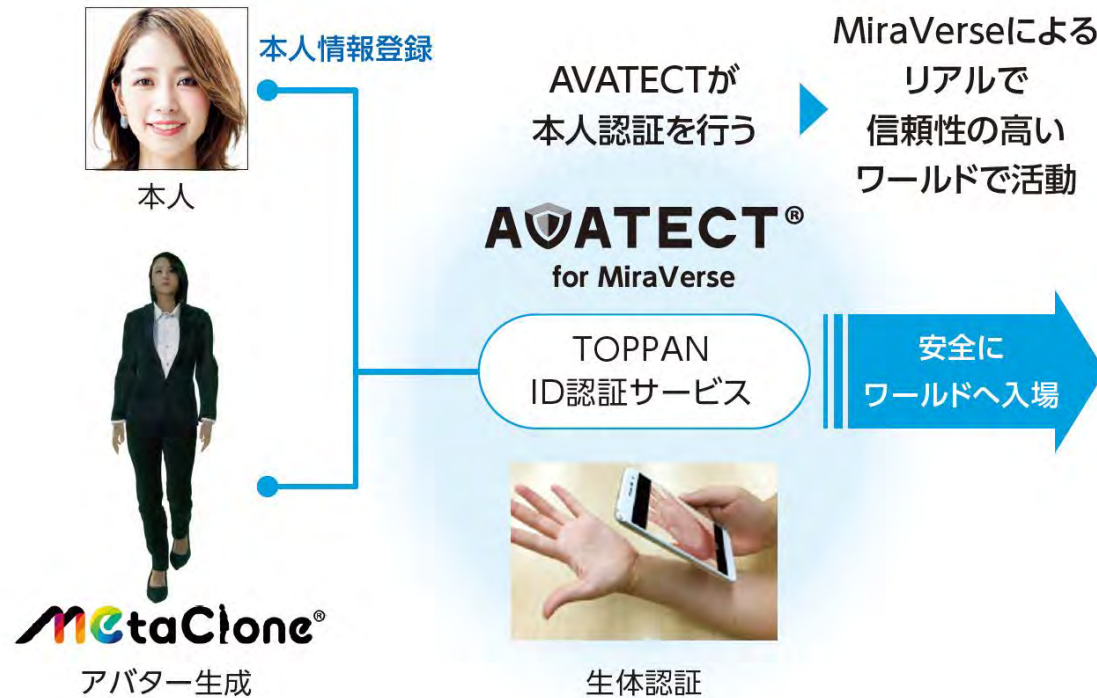 本人情報登録
本人
MetaClone®
アバター生成
AVATECTが
本人認証を行う
AVATECT®
for MiraVerse
TOPPAN
ID認証サービス
生体認証
MiraVerseによる
リアルで
信頼性の高い
ワールドで活動
安全に
ワールドへ入場